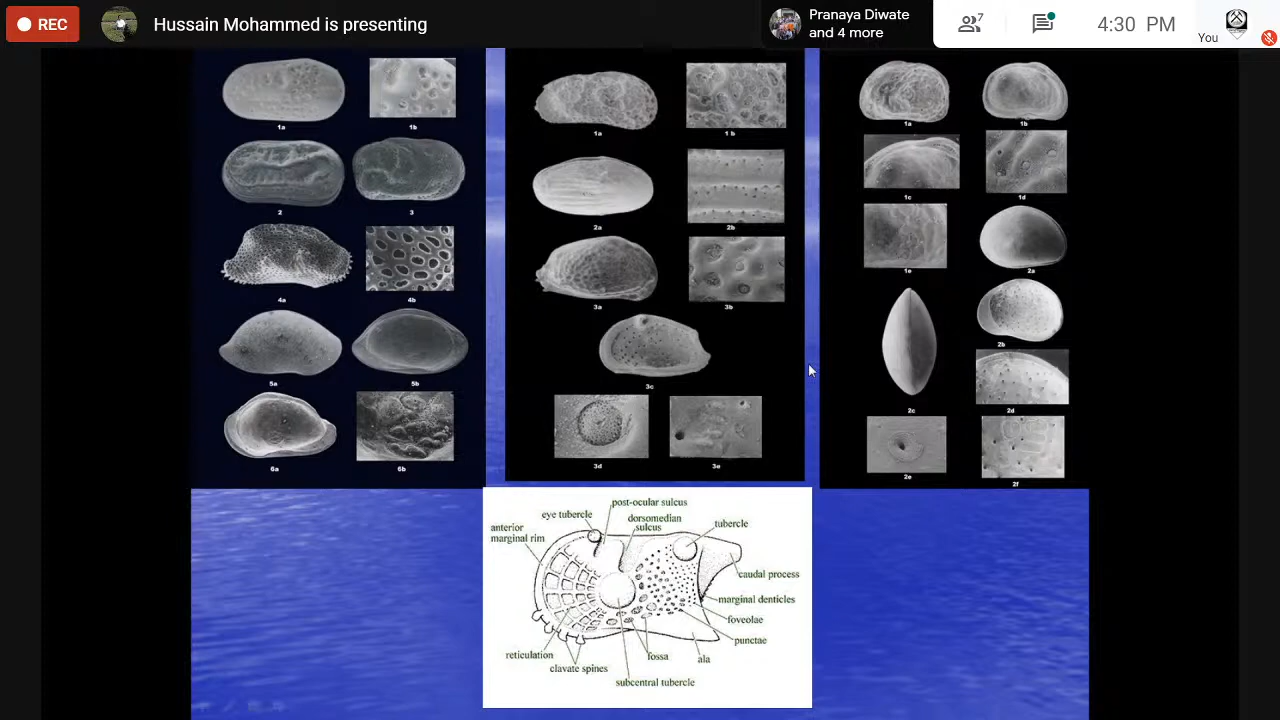 REC
Hussain Mohammed is presenting
Pranaya Diwate
and 4 more
7
4:30 PM
You
1a
1b
2
3
4a
4b
5a
5b
6a
6b
1a
1 b
2a
2b
3a
3b
3c
3d
3e
1a
1b
1c
1d
1e
2a
2b
2c
2d
2e
2f
post-ocular sulcus
eye tubercle
dorsomedian
sulcus
tubercle
anterior
marginal rim
caudal process
marginal denticles
foveolae
punctae
reticulation
clavate spines
fossa
ala
subcentral tubercle